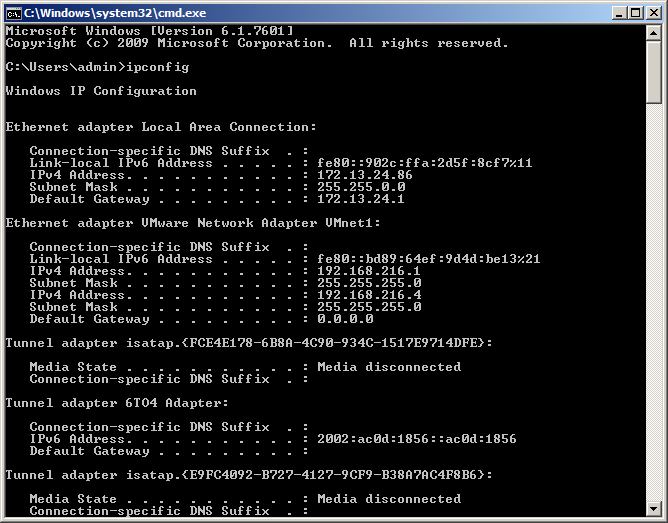 C:\Windows\system32\cmd.exe
Microsoft Windows [Version 6.1.7601]
Copyright (c) 2009 Microsoft Corporation.  All rights reserved.
C:\Users\admin>ipconfig
Windows IP Configuration
Ethernet adapter Local Area Connection:
   Connection-specific DNS Suffix  . :
   Link-local IPv6 Address . . . . . : fe80::902c:ffa:2d5f:8cf7%11
   IPv4 Address. . . . . . . . . . . : 172.13.24.86
   Subnet Mask . . . . . . . . . . . : 255.255.0.0
   Default Gateway . . . . . . . . . : 172.13.24.1
Ethernet adapter VMware Network Adapter VMnet1:
   Connection-specific DNS Suffix  . :
   Link-local IPv6 Address . . . . . : fe80::bd89:64ef:9d4d:be13%21
   IPv4 Address. . . . . . . . . . . : 192.168.216.1
   Subnet Mask . . . . . . . . . . . : 255.255.255.0
   IPv4 Address. . . . . . . . . . . : 192.168.216.4
   Subnet Mask . . . . . . . . . . . : 255.255.255.0
   Default Gateway . . . . . . . . . : 0.0.0.0
Tunnel adapter isatap.{FCE4E178-6B8A-4C90-934C-1517E9714DFE}:
   Media State . . . . . . . . . . . : Media disconnected
   Connection-specific DNS Suffix  . :
Tunnel adapter 6TO4 Adapter:
   Connection-specific DNS Suffix  . :
   IPv6 Address. . . . . . . . . . . : 2002:ac0d:1856::ac0d:1856
   Default Gateway . . . . . . . . . :
Tunnel adapter isatap.{E9FC4092-B727-4127-9CF9-B38A7AC4F8B6}:
   Media State . . . . . . . . . . . : Media disconnected
   Connection-specific DNS Suffix  . :